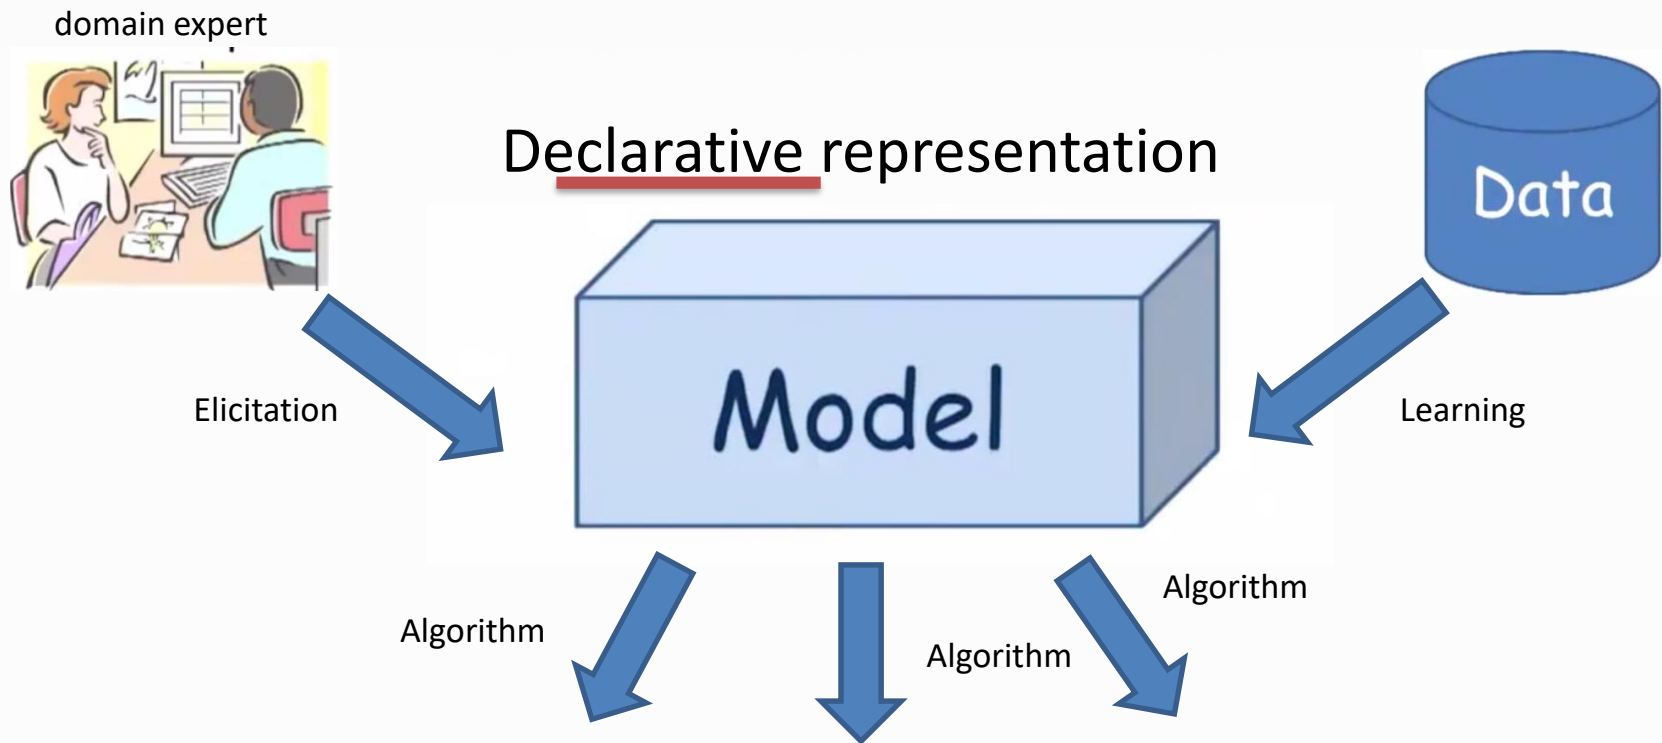 domain expert
Declarative representation
Data
Model
Elicitation
Learning
Algorithm
Algorithm
Algorithm